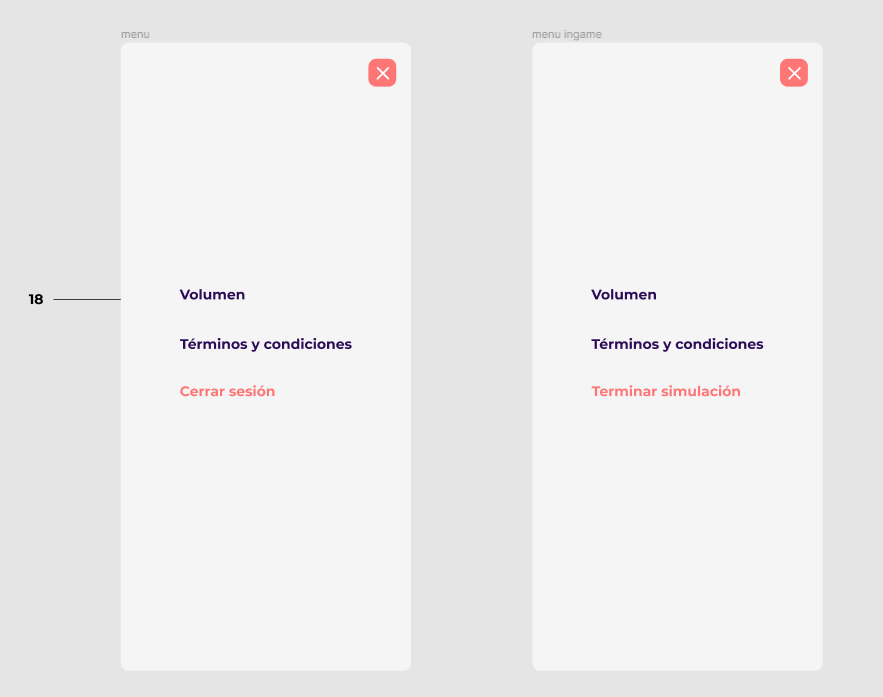 menu
menu ingame
18
Volumen
Términos y condiciones
Cerrar sesión
Volumen
Términos y condiciones
Terminar simulación